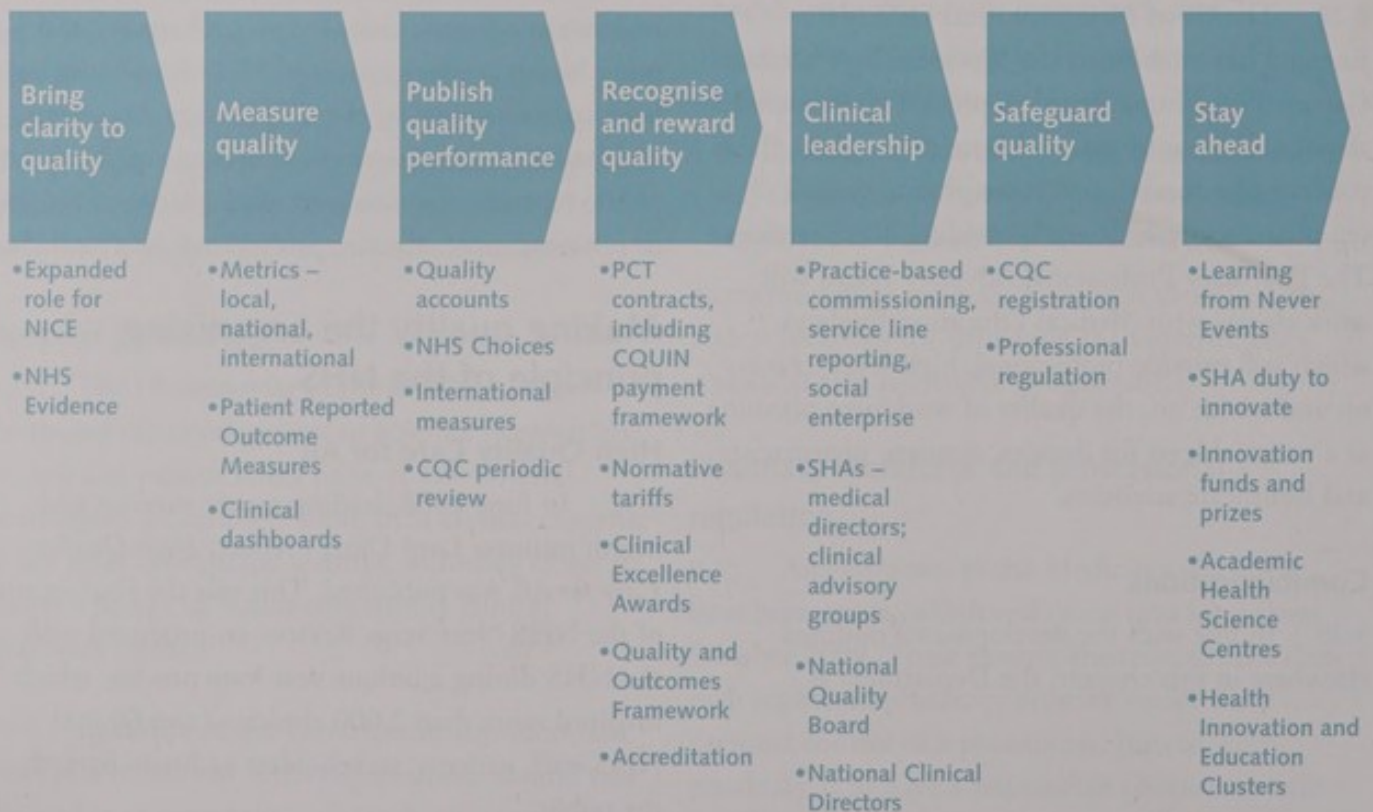 Bring
clarity to
quality
Measure
quality
Publish
quality
performance
Recognise
and reward
quality
Clinical
leadership
Safeguard
quality
Stay
ahead
•Expanded
role for
NICE
•NHS
Evidence
•Metrics –
local,
national,
international
•Patient Reported
Outcome
Measures
•Clinical
dashboards
•Quality
accounts
•NHS Choices
•International
measures
•CQC periodic
review
•PCT
contracts,
including
CQUIN
payment
framework
•Normative
tariffs
•Clinical
Excellence
Awards
•Quality and
Outcomes
Framework
•Accreditation
•Practice-based
commissioning,
service line
reporting,
social
enterprise
•SHAs –
medical
directors;
clinical
advisory
groups
•National
Quality
Board
•National Clinical
Directors
•CQC
registration
•Professional
regulation
•Learning
from Never
Events
•SHA duty to
innovate
•Innovation
funds and
prizes
•Academic
Health
Science
Centres
•Health
Innovation and
Education
Clusters